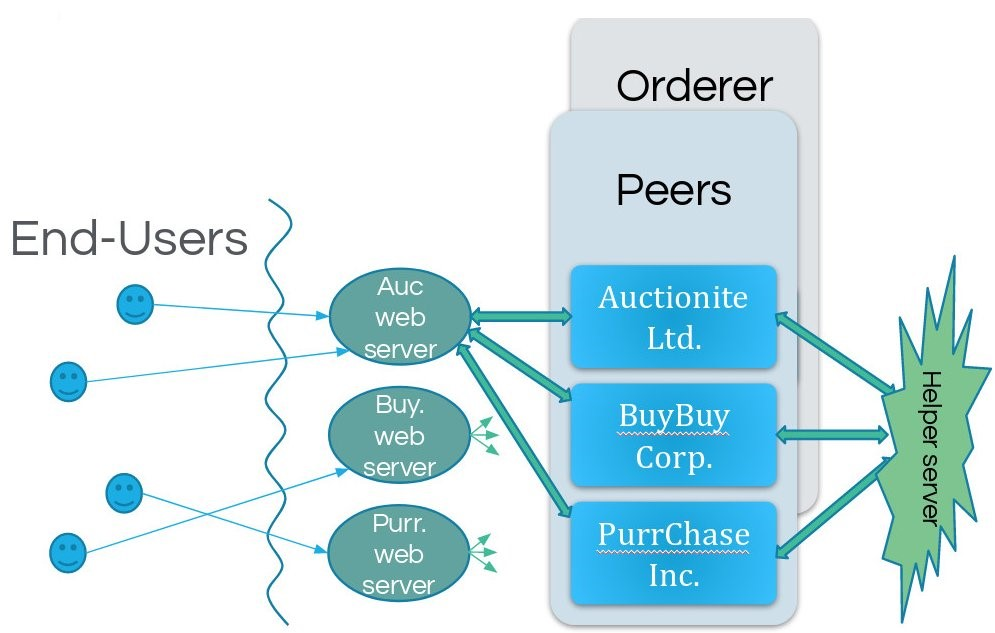 Orderer
Peers
End-Users
Auc
web
server
Auctionite
Ltd.
Buy.
web
server
BuyBuy
Corp.
Purr.
web
server
PurrChase
Inc.
Helper server